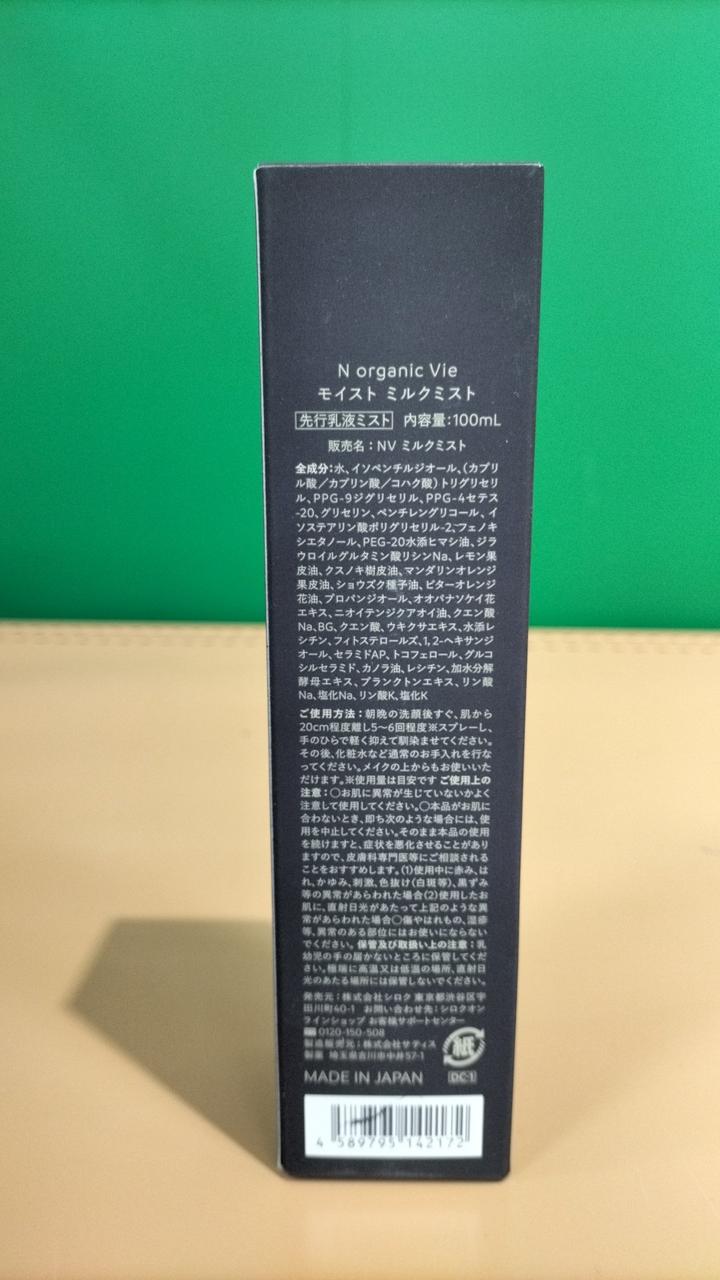 N organic Vie
モイスト ミルクミスト
先行乳液ミスト 内容量:100mL
販売名:NV ミルクミスト
全成分:水、イソペンチルジオール、(カプリ
ル酸/カプリン酸/コハク酸)トリグリセリ
ル、PPG-9ジグリセリル、PPG-4セテス
-20、グリセリン、ペンチレングリコール、イ
ソステアリン酸ポリグリセリル-2、フェノキ
シエタノール、PEG-20水添ヒマシ油、ジラ
ウロイルグルタミン酸リシンNa、レモン果
皮油、クスノキ樹皮油、マンダリンオレンジ
果皮油、ショウズク種子油、ビターオレンジ
花油、プロパンジオール、オオバナソケイ花
エキス、ニオイテンジクアオイ油、クエン酸
Na、BG、クエン酸、ウキクサエキス、水添レ
シチン、フィトステロールズ、1,2-ヘキサンジ
オール、セラミドAP、トコフェロール、グルコ
シルセラミド、カノラ油、レシチン、加水分解
酵母エキス、プランクトンエキス、リン酸
Na、塩化Na、リン酸K、塩化K
ご使用方法:朝晩の洗顔後すぐ、肌から
20cm程度離し5〜6回程度※スプレーし、
手のひらで軽く抑えて馴染ませてください。
その後、化粧水など通常のお手入れを行な
ってください。メイクの上からもお使いいた
だけます。※使用量は目安です ご使用上の
注意:○お肌に異常が生じていないかよく
注意して使用してください。○本品がお肌に
合わないとき、即ち次のような場合には、使
用を中止してください。そのまま本品の使用
を続けますと、症状を悪化させることがあり
ますので、皮膚科専門医等にご相談される
ことをおすすめします。(1)使用中に赤み、は
れ、かゆみ、刺激、色抜け(白斑等)、黒ずみ
等の異常があらわれた場合(2)使用したお
肌に、直射日光があたって上記のような異
常があらわれた場合○傷やはれもの、湿疹
等、異常のある部位にはお使いにならない
でください。保管及び取扱い上の注意:乳
幼児の手の届かないところに保管してくだ
さい。極端に高温又は低温の場所、直射日
光のあたる場所には保管しないでください。
発売元:株式会社シロク 東京都渋谷区宇
田川町40-1 お問い合わせ先:シロクオン
ラインショップ お客様サポートセンター
0120-150-508
製造販売元:株式会社サティス
製薬 埼玉県吉川市中井57-1
紙
MADE IN JAPAN DC-1
4 589795 142172